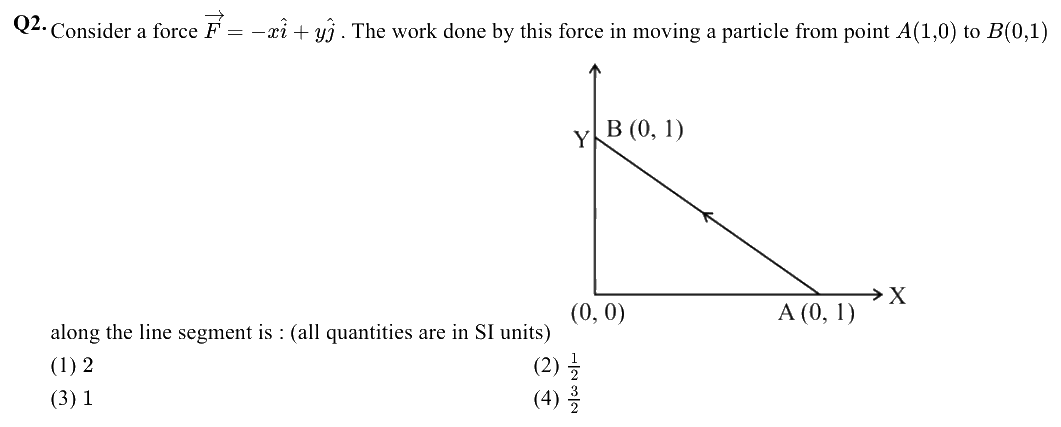 Q2. Consider a force $\overrightarrow{F} = -x\hat{i} + y\hat{j}$ . The work done by this force in moving a particle from point A(1,0) to B(0,1)
Y
B (0, 1)
X
(0, 0)
A (0, 1)
along the line segment is : (all quantities are in SI units)
(1) 2 (2) $\frac{1}{2}$
(3) 1 (4) $\frac{3}{2}$